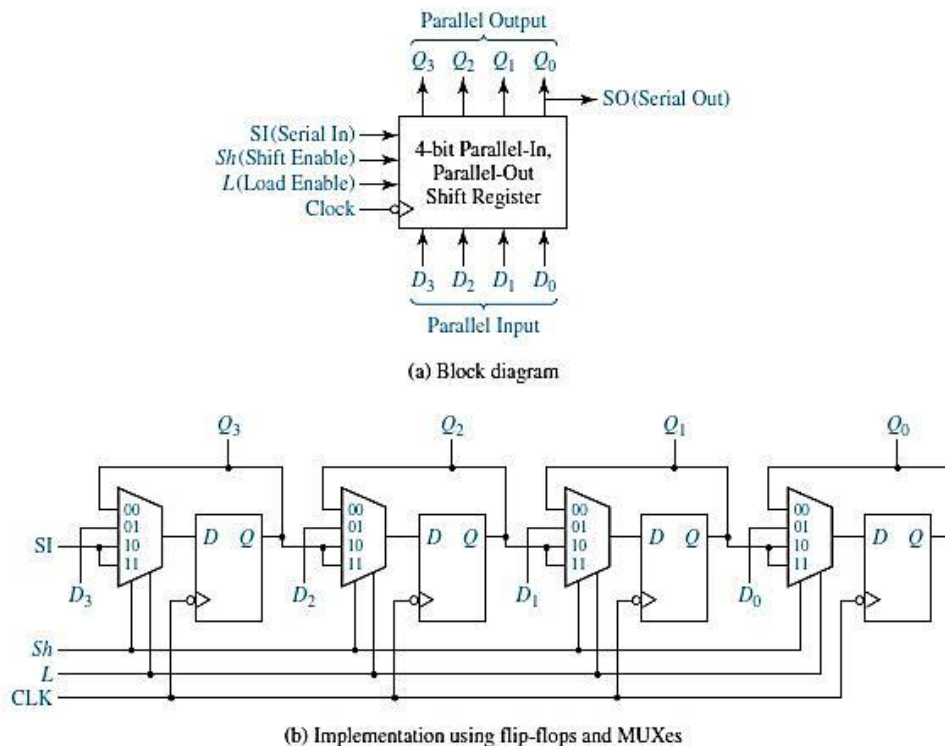 Parallel Output
Q3 Q2 Q1 Q0
SO(Serial Out)
SI(Serial In)
Sh(Shift Enable)
L(Load Enable)
Clock
4-bit Parallel-In,
Parallel-Out
Shift Register
D3 D2 D1 D0
Parallel Input
(a) Block diagram
Q3 Q2 Q1 Q0
00 00 00 00
01 01 01 01
SI 10 D Q 10 D Q 10 D Q 10 D Q
11 11 11 11
D3 D2 D1 D0
Sh
L
CLK
(b) Implementation using flip-flops and MUXes